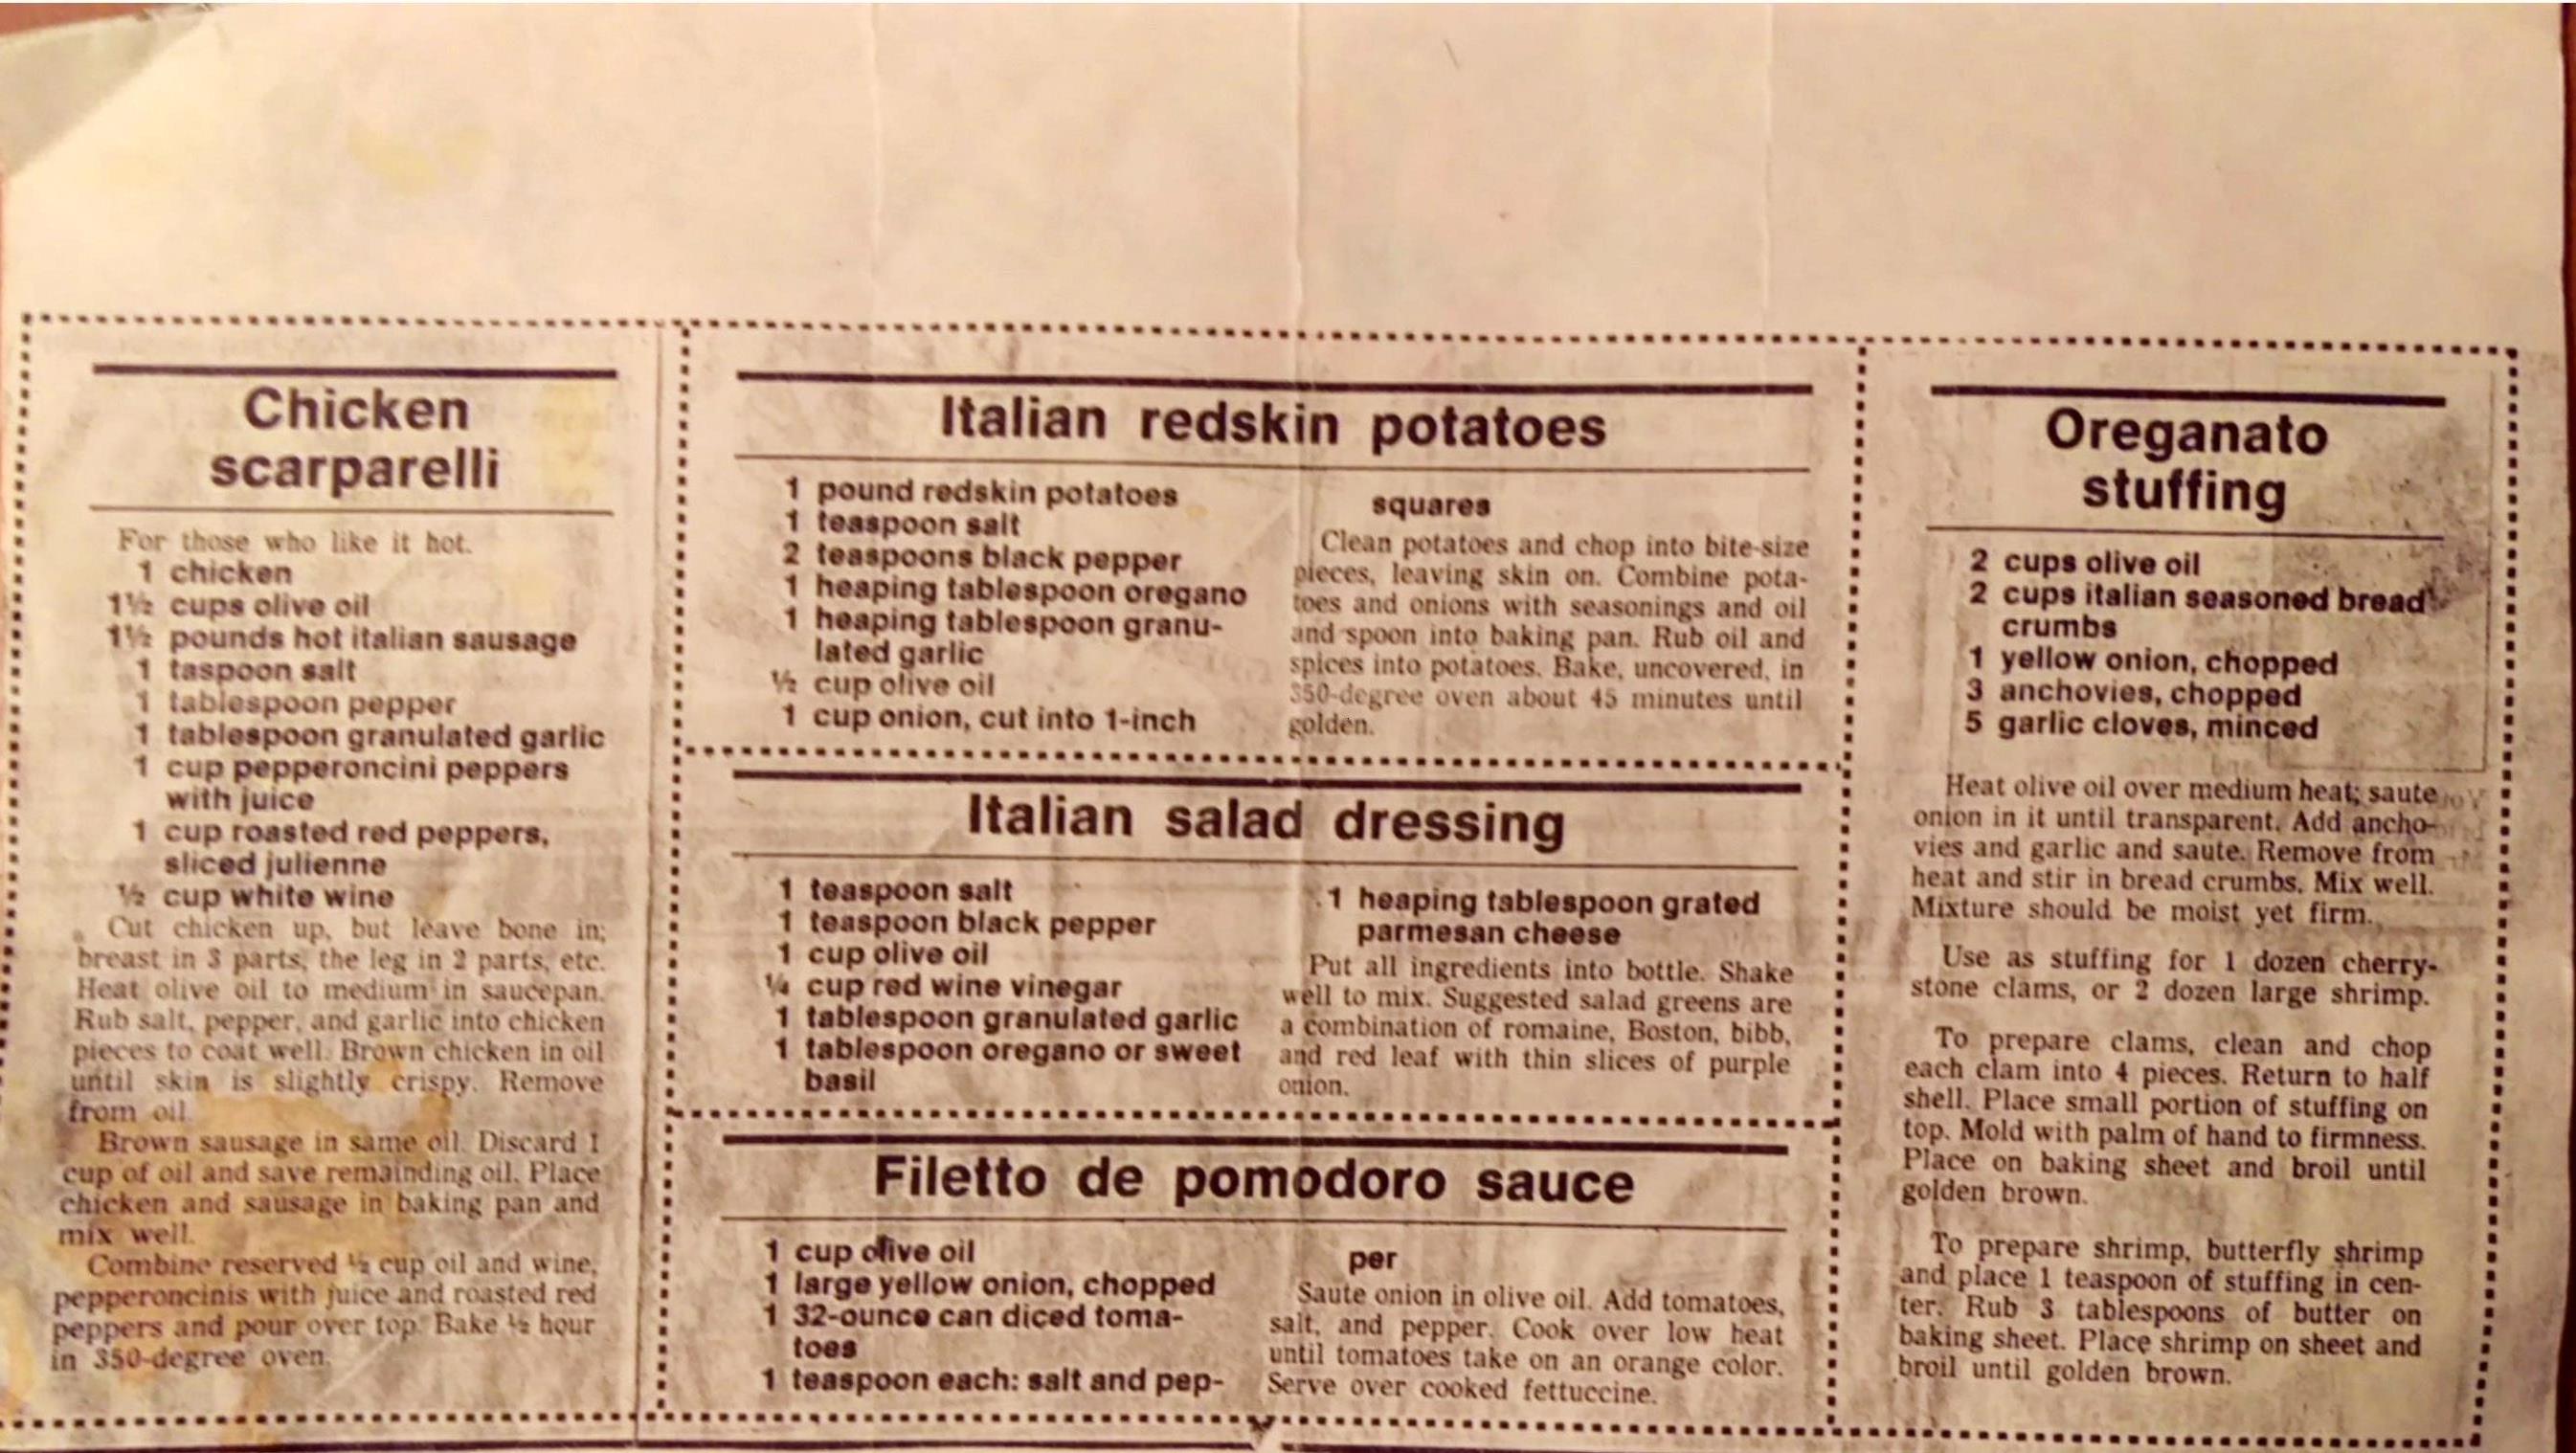 Chicken
scarparelli
For those who like it hot.
1 chicken
1½ cups olive oil
1½ pounds hot italian sausage
1 taspoon salt
1 tablespoon pepper
1 tablespoon granulated garlic
1 cup pepperoncini peppers
with juice
1 cup roasted red peppers,
sliced julienne
½ cup white wine
Cut chicken up, but leave bone in;
breast in 3 parts, the leg in 2 parts, etc.
Heat olive oil to medium in saucepan.
Rub salt, pepper, and garlic into chicken
pieces to coat well. Brown chicken in oil
until skin is slightly crispy. Remove
from oil.
Brown sausage in same oil. Discard 1
cup of oil and save remainding oil. Place
chicken and sausage in baking pan and
mix well.
Combine reserved ½ cup oil and wine,
pepperoncinis with juice and roasted red
peppers and pour over top. Bake ½ hour
in 350-degree oven.
Italian redskin potatoes
1 pound redskin potatoes
1 teaspoon salt
2 teaspoons black pepper
1 heaping tablespoon oregano
1 heaping tablespoon granu-
lated garlic
½ cup olive oil
1 cup onion, cut into 1-inch
squares
Clean potatoes and chop into bite-size
pieces, leaving skin on. Combine pota-
toes and onions with seasonings and oil
and spoon into baking pan. Rub oil and
spices into potatoes. Bake, uncovered, in
350-degree oven about 45 minutes until
golden.
Italian salad dressing
1 teaspoon salt
1 teaspoon black pepper
1 cup olive oil
¼ cup red wine vinegar
1 tablespoon granulated garlic
1 tablespoon oregano or sweet
basil
1 heaping tablespoon grated
parmesan cheese
Put all ingredients into bottle. Shake
well to mix. Suggested salad greens are
a combination of romaine, Boston, bibb,
and red leaf with thin slices of purple
onion.
Filetto de pomodoro sauce
1 cup olive oil
1 large yellow onion, chopped
1 32-ounce can diced toma-
toes
1 teaspoon each: salt and pep-
per
Saute onion in olive oil. Add tomatoes,
salt, and pepper. Cook over low heat
until tomatoes take on an orange color.
Serve over cooked fettuccine.
Oreganato
stuffing
2 cups olive oil
2 cups italian seasoned bread
crumbs
1 yellow onion, chopped
3 anchovies, chopped
5 garlic cloves, minced
Heat olive oil over medium heat; saute
onion in it until transparent. Add ancho-
vies and garlic and saute. Remove from
heat and stir in bread crumbs. Mix well.
Mixture should be moist yet firm.
Use as stuffing for 1 dozen cherry-
stone clams, or 2 dozen large shrimp.
To prepare clams, clean and chop
each clam into 4 pieces. Return to half
shell. Place small portion of stuffing on
top. Mold with palm of hand to firmness.
Place on baking sheet and broil until
golden brown.
To prepare shrimp, butterfly shrimp
and place 1 teaspoon of stuffing in cen-
ter. Rub 3 tablespoons of butter on
baking sheet. Place shrimp on sheet and
broil until golden brown.